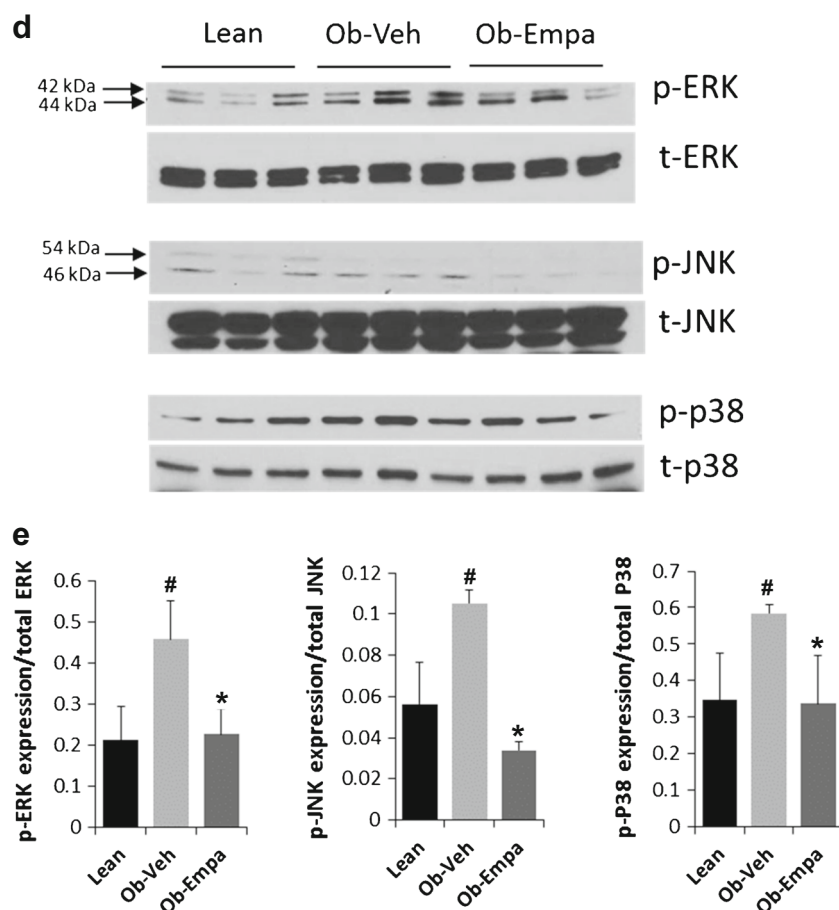 d
Lean Ob-Veh Ob-Empa
42 kDa
44 kDa
p-ERK
t-ERK
54 kDa
46 kDa
p-JNK
t-JNK
p-p38
t-p38
e
p-ERK expression/total ERK
0.6
0.5
0.4
0.3
0.2
0.1
0
#
*
Lean
Ob-Veh
Ob-Empa
p-JNK expression/total JNK
0.12
0.1
0.08
0.06
0.04
0.02
0
#
*
Lean
Ob-Veh
Ob-Empa
p-P38 expression/total P38
0.7
0.6
0.5
0.4
0.3
0.2
0.1
0
#
*
Lean
Ob-Veh
Ob-Empa